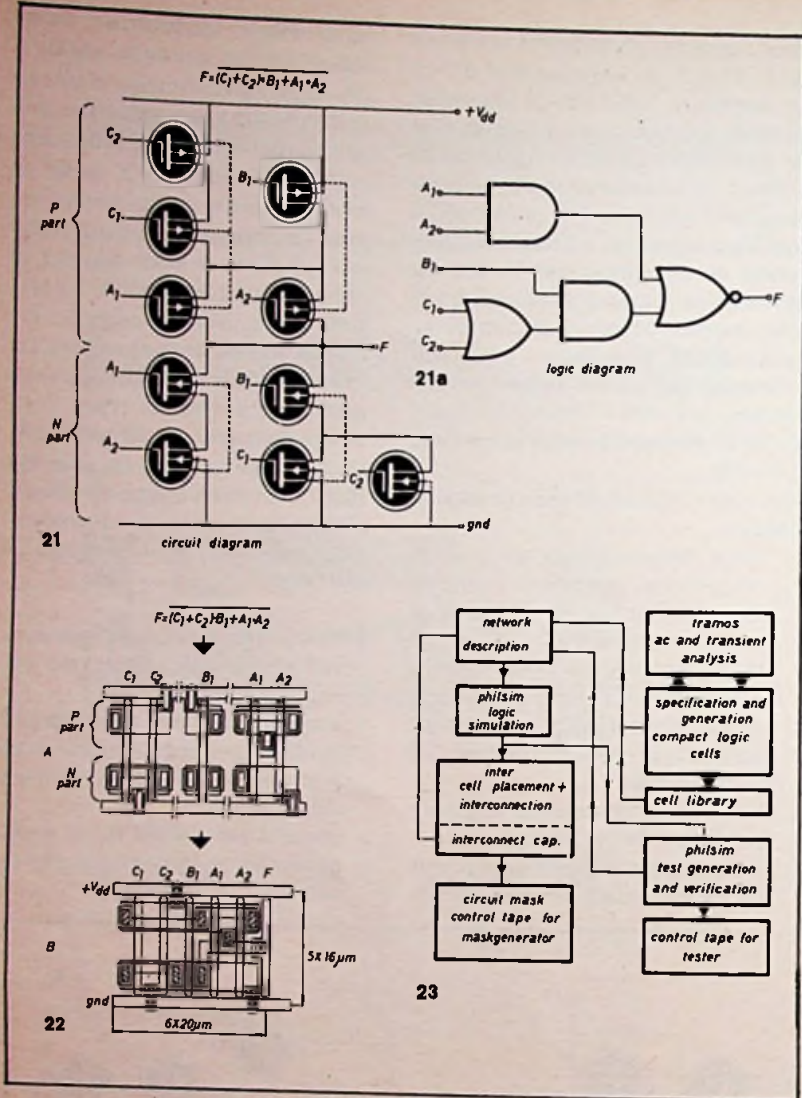 F=(C1+C2)•B1+A1•A2
+Vdd
C2
B1
P
part
C1
A1
A2
F
N
part
A1
B1
A2
C1
C2
gnd
21
circuit diagram
A1
A2
B1
C1
C2
F
21a
logic diagram
F=(C1+C2)•B1+A1•A2
C1 C2 B1 A1 A2
P
part
A
N
part
C1 C2 B1 A1 A2 F
+Vdd
B
5X16µm
gnd
6X20µm
22
network
description
philsim
logic
simulation
inter
cell placement+
interconnection
interconnect cap.
circuit mask
control tape for
maskgenerator
tramos
ac and transient
analysis
specification and
generation
compact logic
cells
cell library
philsim
test generation
and verification
control tape for
tester
23